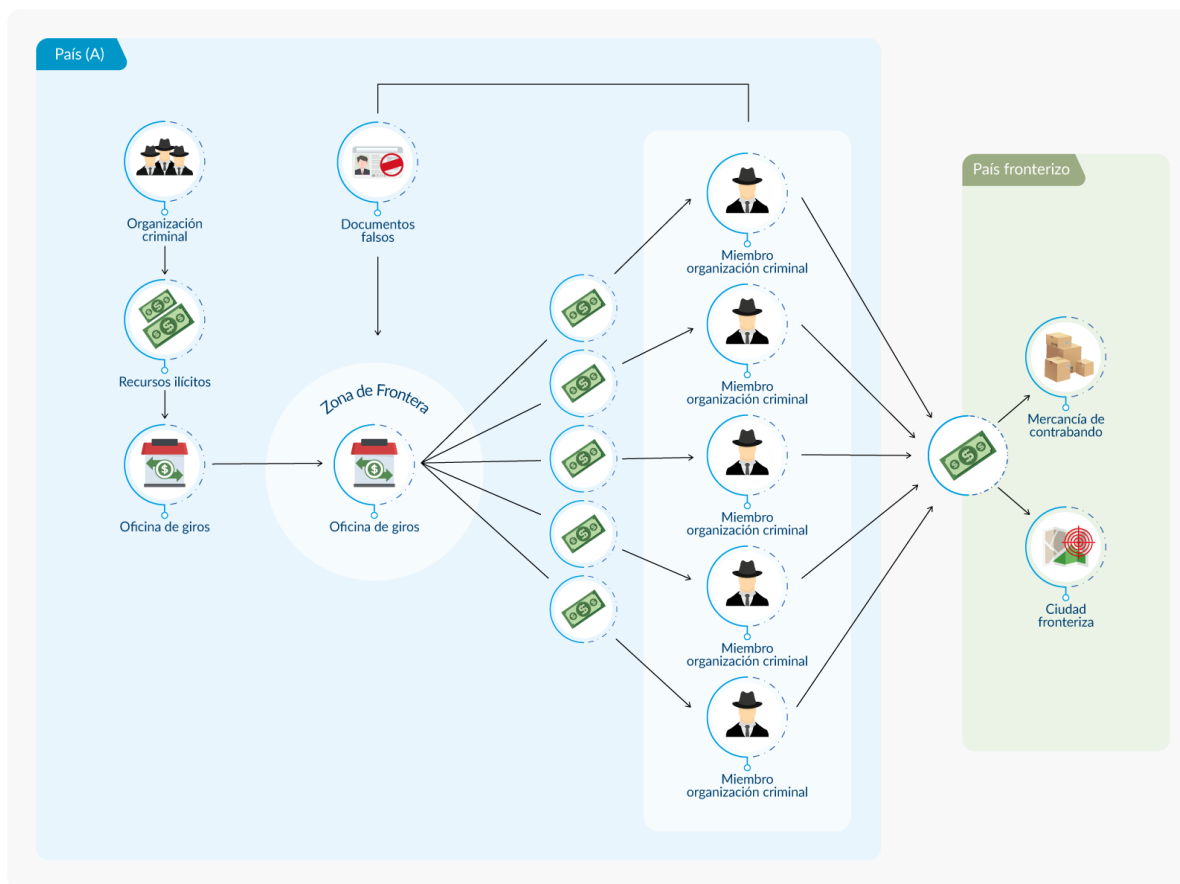 País (A)
Organización
criminal
Recursos ilícitos
Oficina de giros
Documentos
falsos
Zona de Frontera
Oficina de giros
Miembro
organización criminal
Miembro
organización criminal
Miembro
organización criminal
Miembro
organización criminal
Miembro
organización criminal
País fronterizo
Mercancía de
contrabando
Ciudad
fronteriza